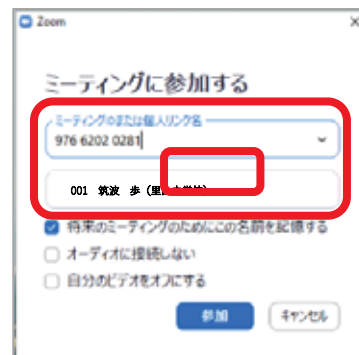 Zoom
ミーティングに参加する
ミーティングIDまたは個人リンク名
976 6202 0281
001 筑波 歩
将来のミーティングのためにこの名前を記憶する
オーディオに接続しない
自分のビデオをオフにする
参加
キャンセル